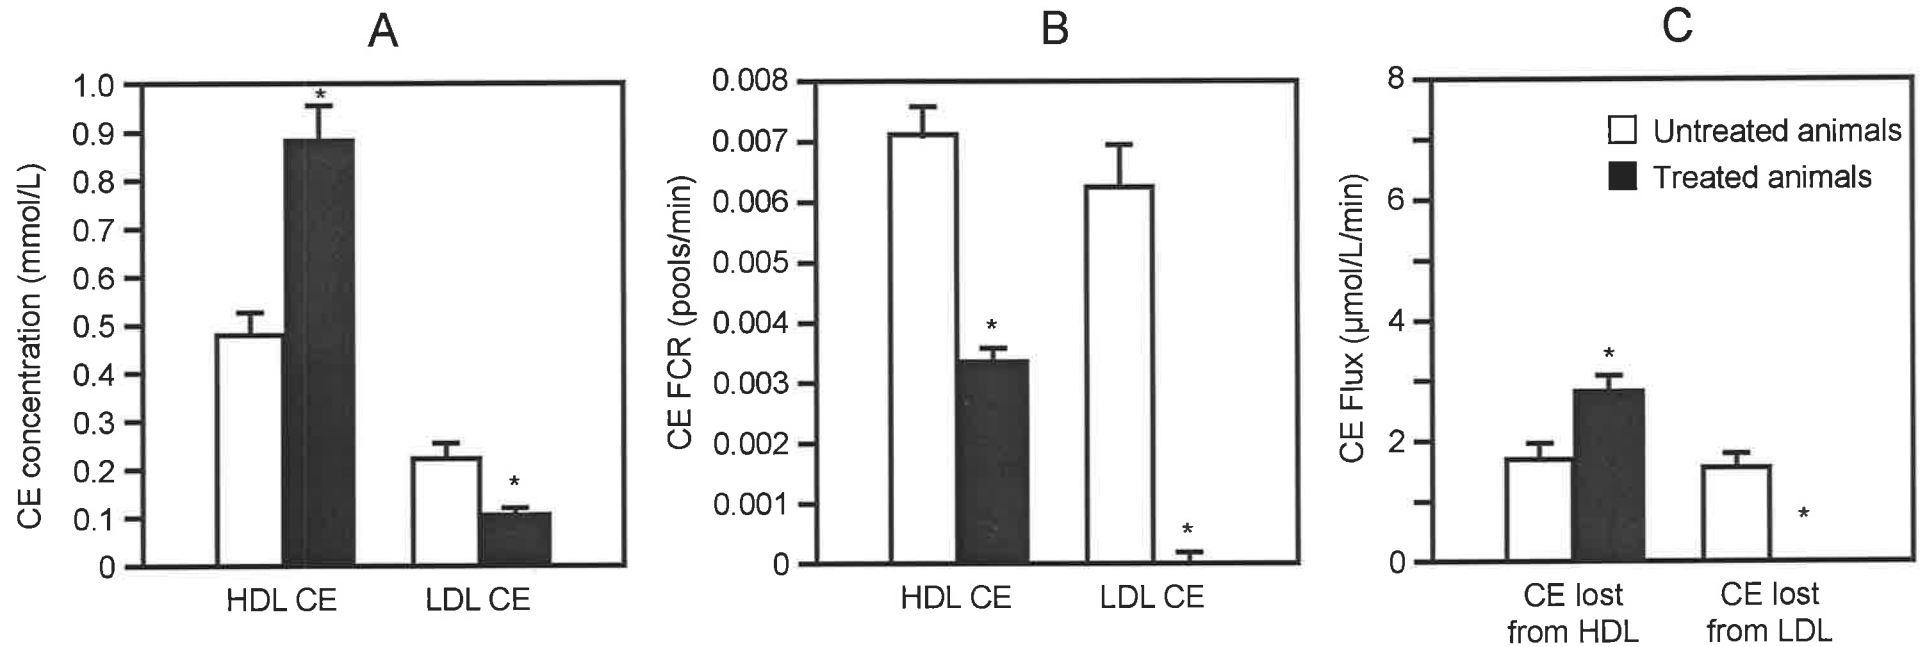 A
CE concentration (mmol/L)
1.0
0.9
0.8
0.7
0.6
0.5
0.4
0.3
0.2
0.1
0
*
*
HDL CE
LDL CE
B
CE FCR (pools/min)
0.008
0.007
0.006
0.005
0.004
0.003
0.002
0.001
0
*
*
HDL CE
LDL CE
C
CE Flux (µmol/L/min)
8
6
4
2
0
Untreated animals
Treated animals
*
*
CE lost
from HDL
CE lost
from LDL